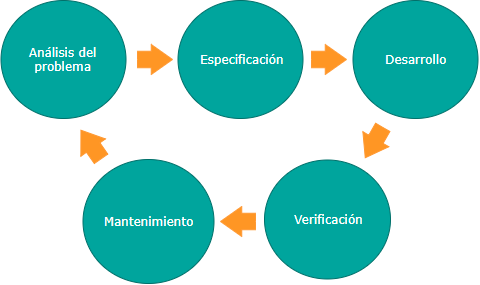 Análisis del
problema
Especificación
Desarrollo
Verificación
Mantenimiento